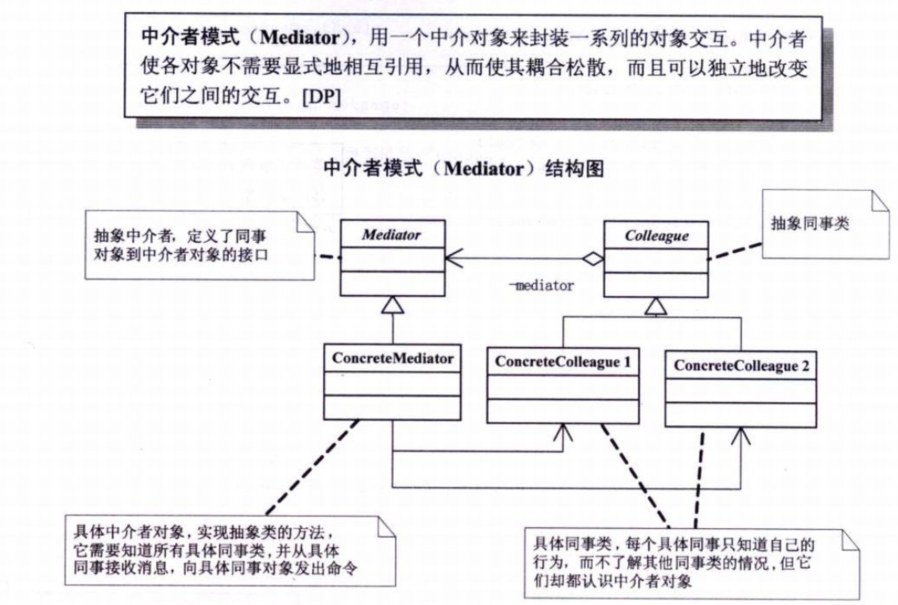 中介者模式（Mediator），用一个中介对象来封装一系列的对象交互。中介者
使各对象不需要显式地相互引用，从而使其耦合松散，而且可以独立地改变
它们之间的交互。[DP]
中介者模式（Mediator）结构图
抽象中介者，定义了同事
对象到中介者对象的接口
Mediator
Colleague
抽象同事类
-mediator
ConcreteMediator
ConcreteColleague 1
ConcreteColleague 2
具体中介者对象，实现抽象类的方法，
它需要知道所有具体同事类，并从具体
同事接收消息，向具体同事对象发出命令
具体同事类，每个具体同事只知道自己的
行为，而不了解其他同事类的情况，但它
们却都认识中介者对象